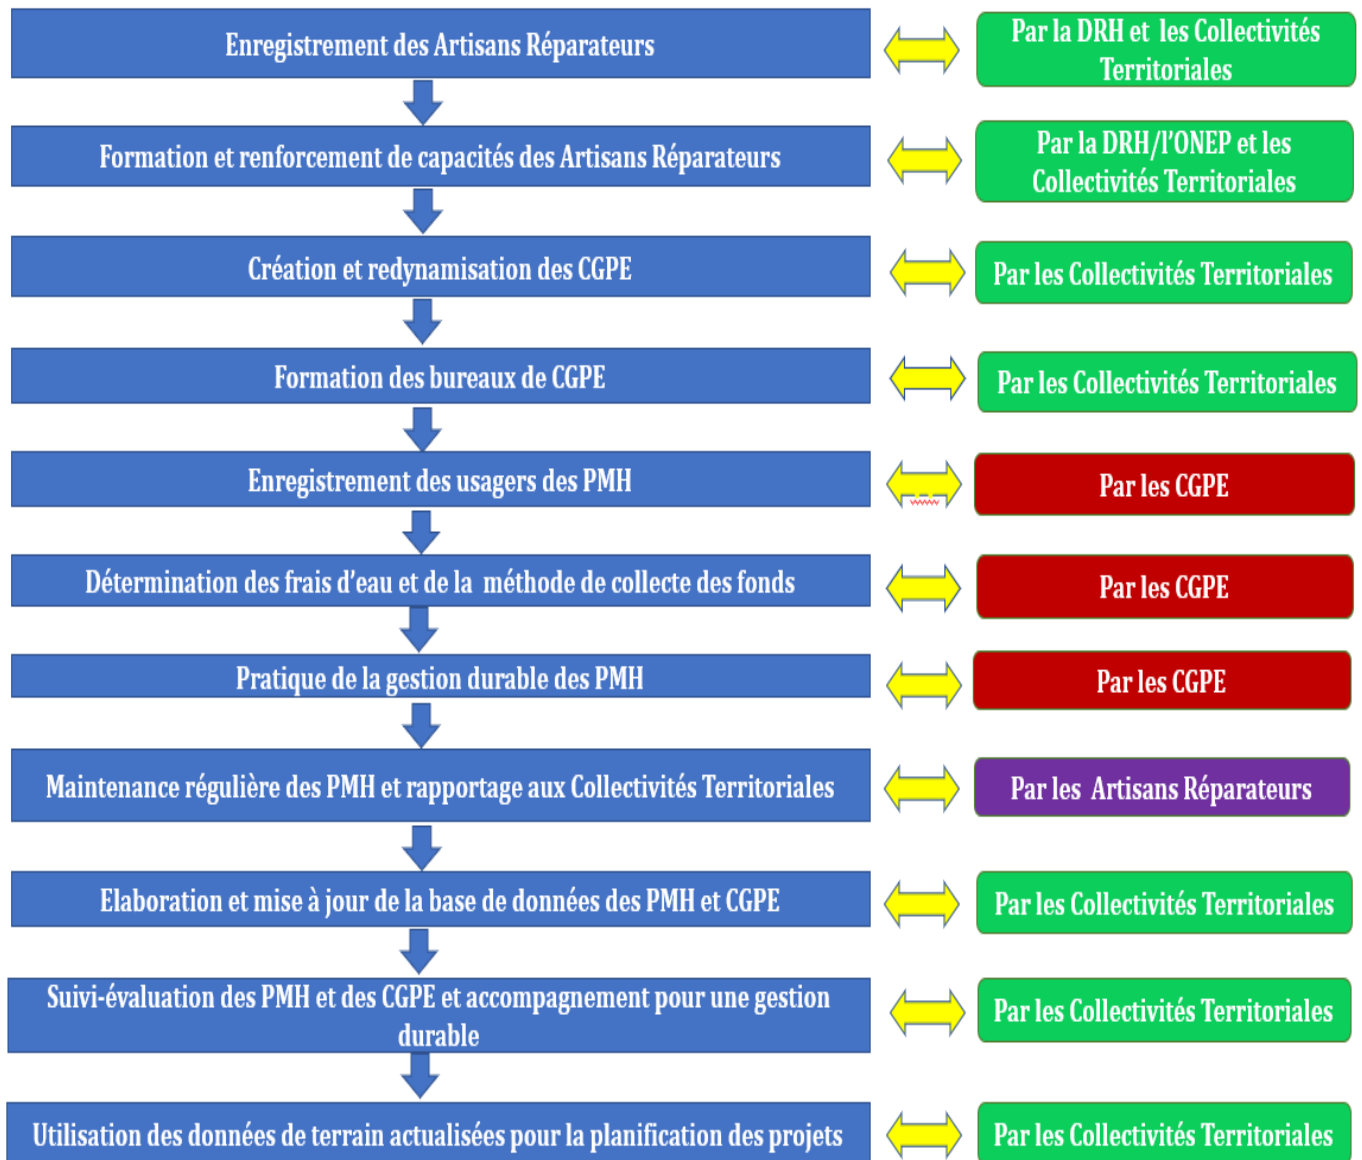 Enregistrement des Artisans Réparateurs
Par la DRH et les Collectivités
Territoriales
Formation et renforcement de capacités des Artisans Réparateurs
Par la DRH/l'ONEP et les
Collectivités Territoriales
Création et redynamisation des CGPE
Par les Collectivités Territoriales
Formation des bureaux de CGPE
Par les Collectivités Territoriales
Enregistrement des usagers des PMH
Par les CGPE
Détermination des frais d'eau et de la méthode de collecte des fonds
Par les CGPE
Pratique de la gestion durable des PMH
Par les CGPE
Maintenance régulière des PMH et rapportage aux Collectivités Territoriales
Par les Artisans Réparateurs
Elaboration et mise à jour de la base de données des PMH et CGPE
Par les Collectivités Territoriales
Suivi-évaluation des PMH et des CGPE et accompagnement pour une gestion
durable
Par les Collectivités Territoriales
Utilisation des données de terrain actualisées pour la planification des projets
Par les Collectivités Territoriales